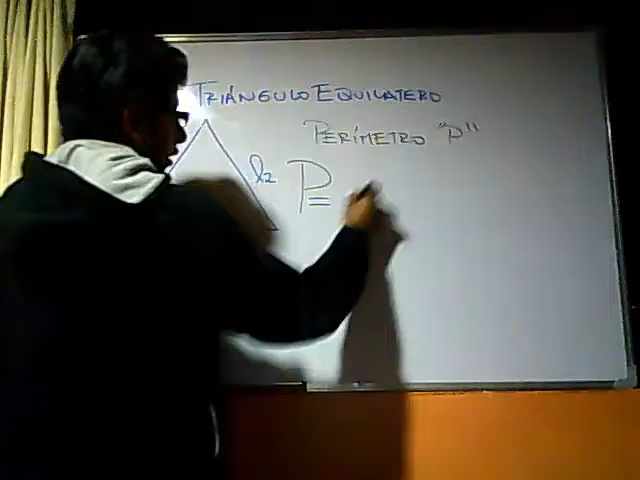 TRIÁNGULO EQUILATERO
PERÍMETRO "P"
l2
P =